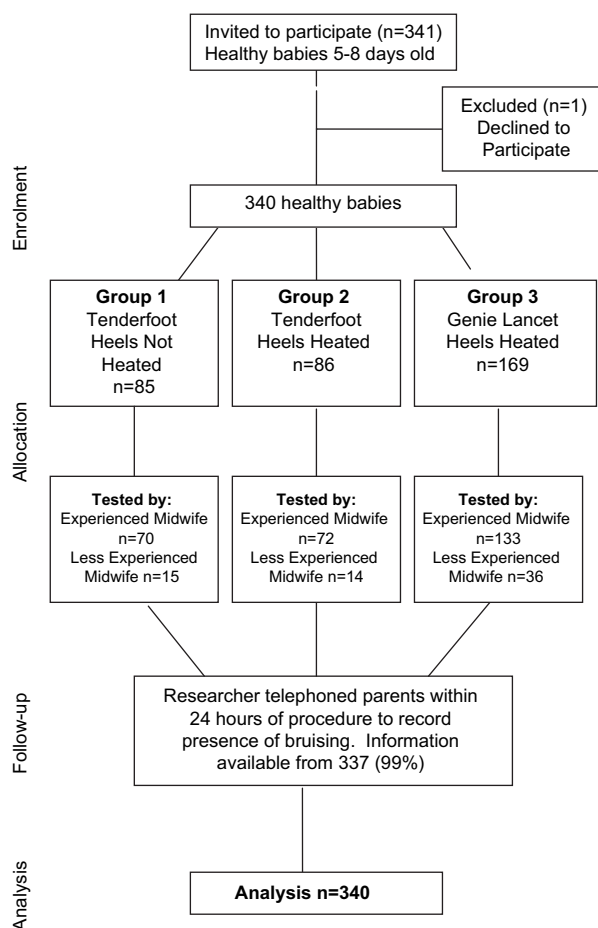 Invited to participate (n=341)
Healthy babies 5-8 days old
Excluded (n=1)
Declined to
Participate
Enrolment
340 healthy babies
Group 1
Tenderfoot
Heels Not
Heated
n=85
Group 2
Tenderfoot
Heels Heated
n=86
Group 3
Genie Lancet
Heels Heated
n=169
Allocation
Tested by:
Experienced Midwife
n=70
Less Experienced
Midwife n=15
Tested by:
Experienced Midwife
n=72
Less Experienced
Midwife n=14
Tested by:
Experienced Midwife
n=133
Less Experienced
Midwife n=36
Follow-up
Researcher telephoned parents within
24 hours of procedure to record
presence of bruising. Information
available from 337 (99%)
Analysis
Analysis n=340